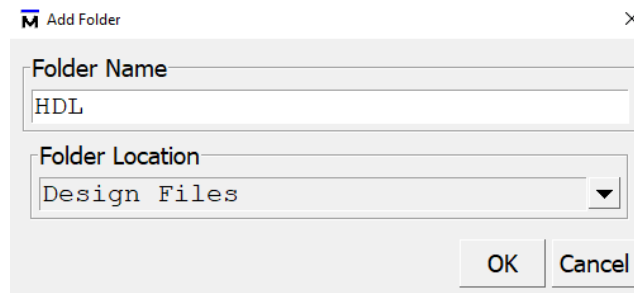 Add Folder
Folder Name
HDL
Folder Location
Design Files
OK Cancel